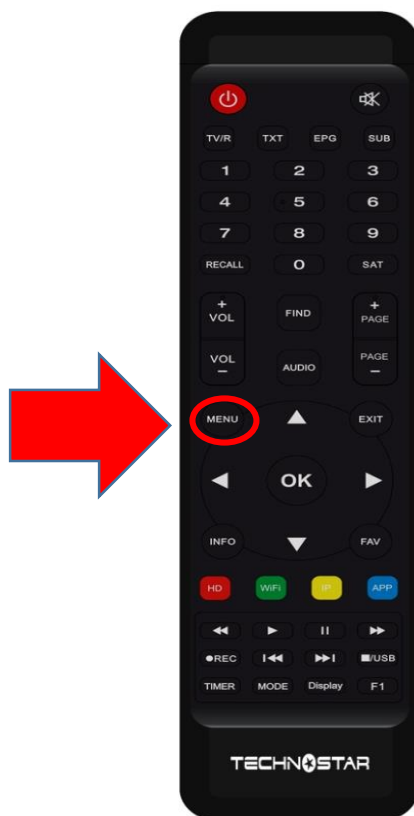 TV/R TXT EPG SUB
1 2 3
4 5 6
7 8 9
RECALL 0 SAT
+ VOL FIND + PAGE
VOL - AUDIO PAGE -
MENU EXIT
OK
INFO FAV
HD WiFi IP APP
REC /USB
TIMER MODE Display F1
TECHNOSTAR